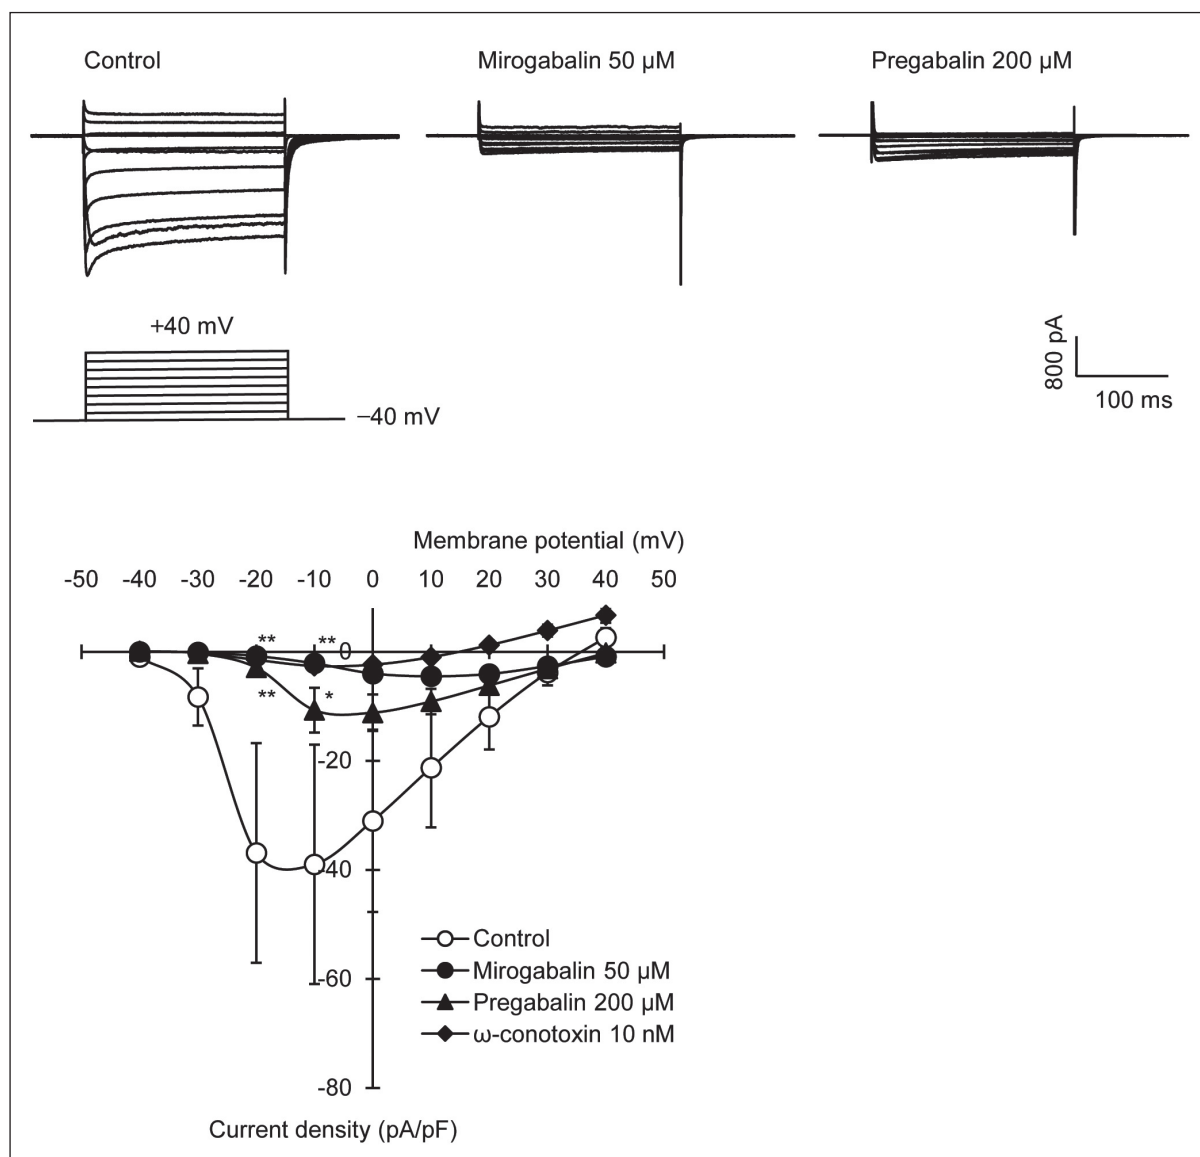 Control
Mirogabalin 50 µM
Pregabalin 200 µM
+40 mV
−40 mV
800 pA
100 ms
Membrane potential (mV)
-50 -40 -30 -20 -10 0 10 20 30 40 50
** ** 0
** *
-20
-40
-60
-80
Control
Mirogabalin 50 µM
Pregabalin 200 µM
ω-conotoxin 10 nM
Current density (pA/pF)